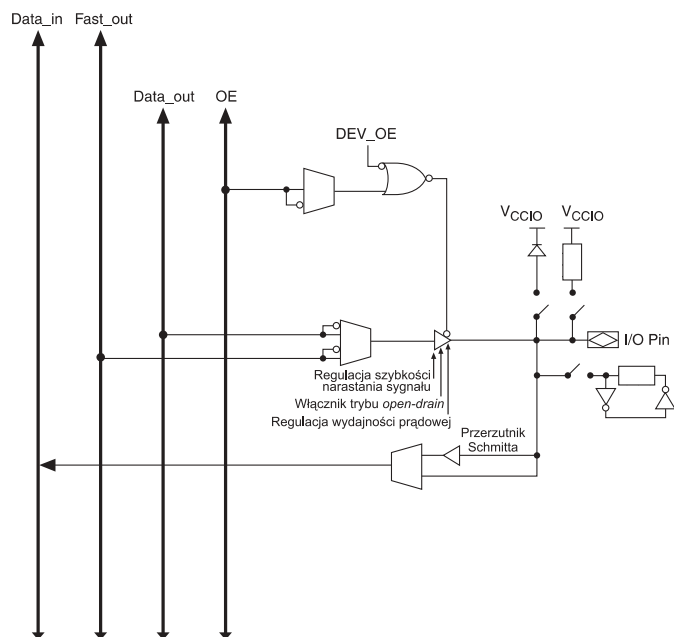 Data_in Fast_out
Data_out OE
DEV_OE
VCCIO VCCIO
I/O Pin
Regulacja szybkości
narastania sygnału
Włącznik trybu open-drain
Regulacja wydajności prądowej
Przerzutnik
Schmitta